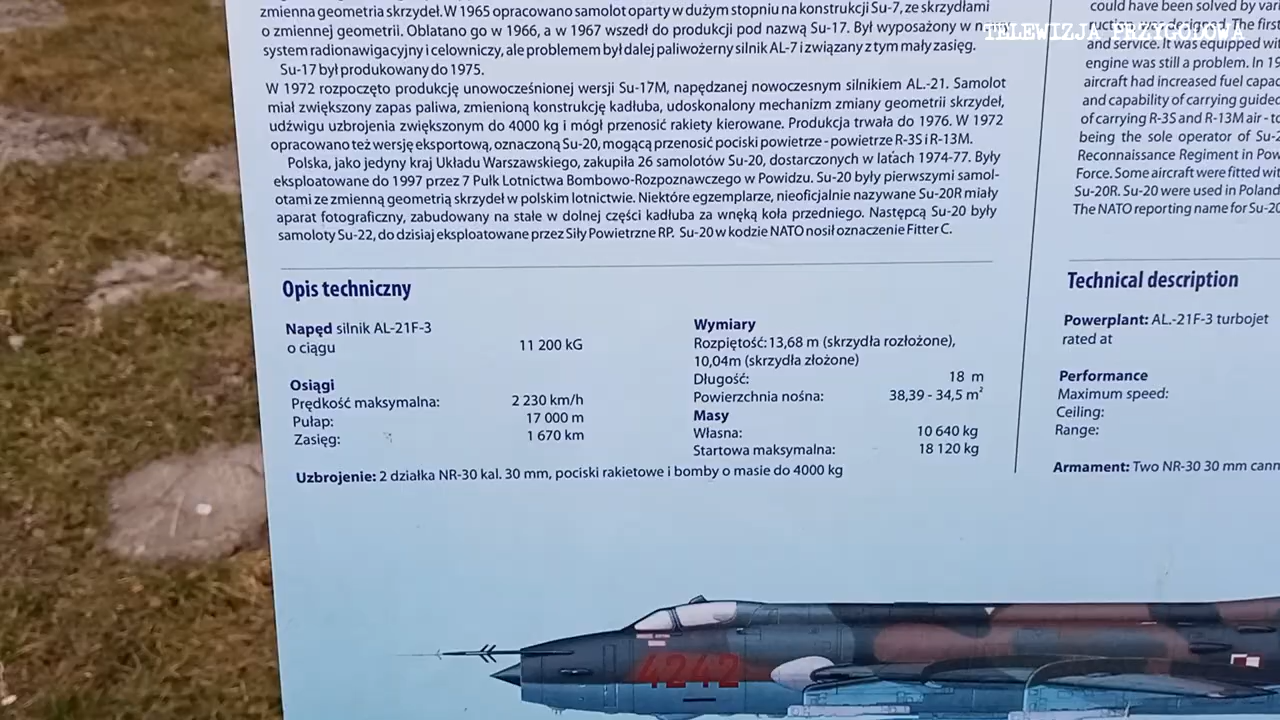 TELEWIZJA PRZYGODOWA
zmienna geometria skrzydeł. W 1965 opracowano samolot oparty w dużym stopniu na konstrukcji Su-7, ze skrzydłami
o zmiennej geometrii. Oblatano go w 1966, a w 1967 wszedł do produkcji pod nazwą Su-17. Był wyposażony w
system radionawigacyjny i celowniczy, ale problemem był dalej paliwożerny silnik AL-7 i związany z tym mały zasięg.
Su-17 był produkowany do 1975.
W 1972 rozpoczęto produkcję unowocześnionej wersji Su-17M, napędzanej nowoczesnym silnikiem AL.-21. Samolot
miał zwiększony zapas paliwa, zmienioną konstrukcję kadłuba, udoskonalony mechanizm zmiany geometrii skrzydeł,
udźwigu uzbrojenia zwiększonym do 4000 kg i mógł przenosić rakiety kierowane. Produkcja trwała do 1976. W 1972
opracowano też wersję eksportową, oznaczoną Su-20, mogącą przenosić pociski powietrze - powietrze R-3S i R-13M.
Polska, jako jedyny kraj Układu Warszawskiego, zakupiła 26 samolotów Su-20, dostarczonych w latach 1974-77. Były
eksploatowane do 1997 przez 7 Pułk Lotnictwa Bombowo-Rozpoznawczego w Powidzu. Su-20 były pierwszymi samol-
otami ze zmienną geometrią skrzydeł w polskim lotnictwie. Niektóre egzemplarze, nieoficjalnie nazywane Su-20R miały
aparat fotograficzny, zabudowany na stałe w dolnej części kadłuba za wnęką koła przedniego. Następcą Su-20 były
samoloty Su-22, do dzisiaj eksploatowane przez Siły Powietrzne RP. Su-20 w kodzie NATO nosił oznaczenie Fitter C.
Opis techniczny
Napęd silnik AL-21F-3
o ciągu 11 200 kG
Osiągi
Prędkość maksymalna: 2 230 km/h
Pułap: 17 000 m
Zasięg: 1 670 km
Wymiary
Rozpiętość: 13,68 m (skrzydła rozłożone),
10,04m (skrzydła złożone)
Długość: 18 m
Powierzchnia nośna: 38,39 - 34,5 m²
Masy
Własna: 10 640 kg
Startowa maksymalna: 18 120 kg
Uzbrojenie: 2 działka NR-30 kal. 30 mm, pociski rakietowe i bomby o masie do 4000 kg
could have been solved by vari
was designed. The first
and service. It was equipped wi
engine was still a problem. In 19
aircraft had increased fuel capac
and capability of carrying guided
of carrying R-3S and R-13M air - to
being the sole operator of Su-2
Reconnaissance Regiment in Pow
Force. Some aircraft were fitted wit
Su-20R. Su-20 were used in Poland
The NATO reporting name for Su-20
Technical description
Powerplant: AL.-21F-3 turbojet
rated at
Performance
Maximum speed:
Ceiling:
Range:
Armament: Two NR-30 30 mm cann
4242